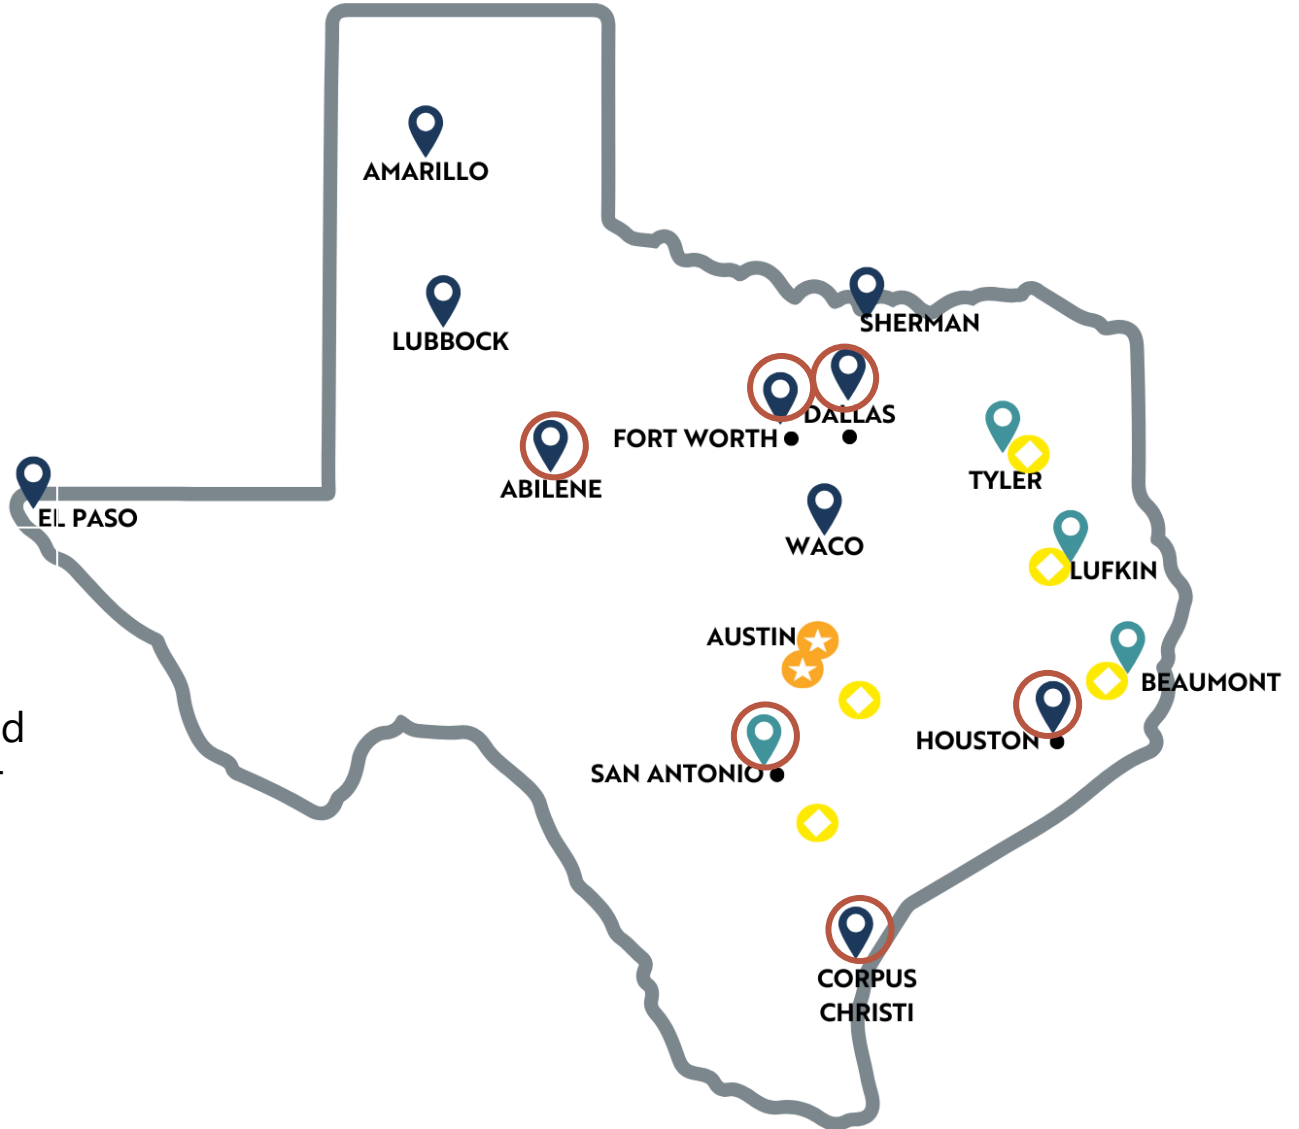 AMARILLO
LUBBOCK
SHERMAN
DALLAS
FORT WORTH
ABILENE
TYLER
EL PASO
WACO
LUFKIN
AUSTIN
BEAUMONT
d
HOUSTON
SAN ANTONIO
CORPUS
CHRISTI